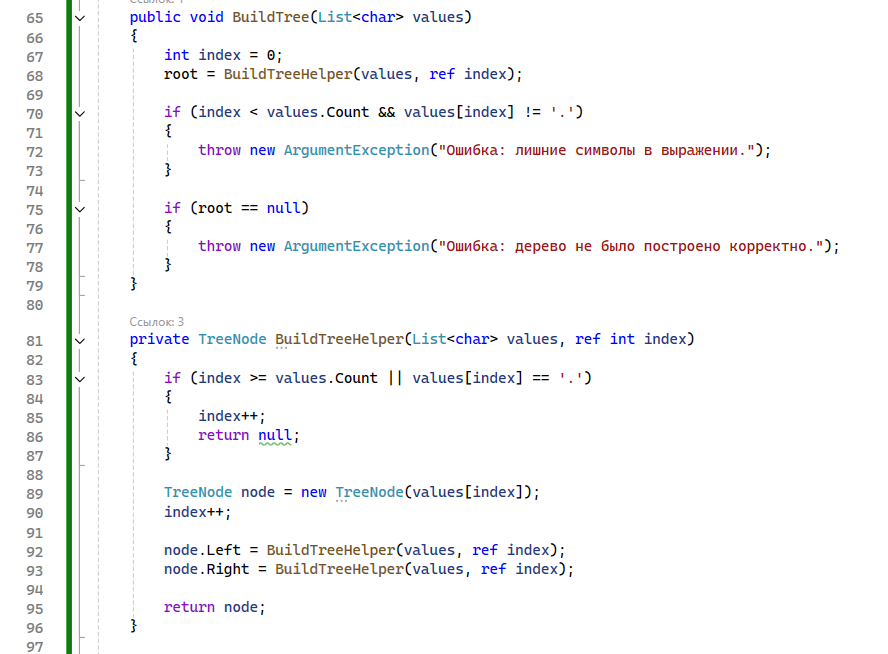 Ссылок: 1
65 public void BuildTree(List<char> values)
66 {
67 int index = 0;
68 root = BuildTreeHelper(values, ref index);
69
70 if (index < values.Count && values[index] != '.')
71 {
72 throw new ArgumentException("Ошибка: лишние символы в выражении.");
73 }
74
75 if (root == null)
76 {
77 throw new ArgumentException("Ошибка: дерево не было построено корректно.");
78 }
79 }
80
Ссылок: 3
81 private TreeNode BuildTreeHelper(List<char> values, ref int index)
82 {
83 if (index >= values.Count || values[index] == '.')
84 {
85 index++;
86 return null;
87 }
88
89 TreeNode node = new TreeNode(values[index]);
90 index++;
91
92 node.Left = BuildTreeHelper(values, ref index);
93 node.Right = BuildTreeHelper(values, ref index);
94
95 return node;
96 }
97